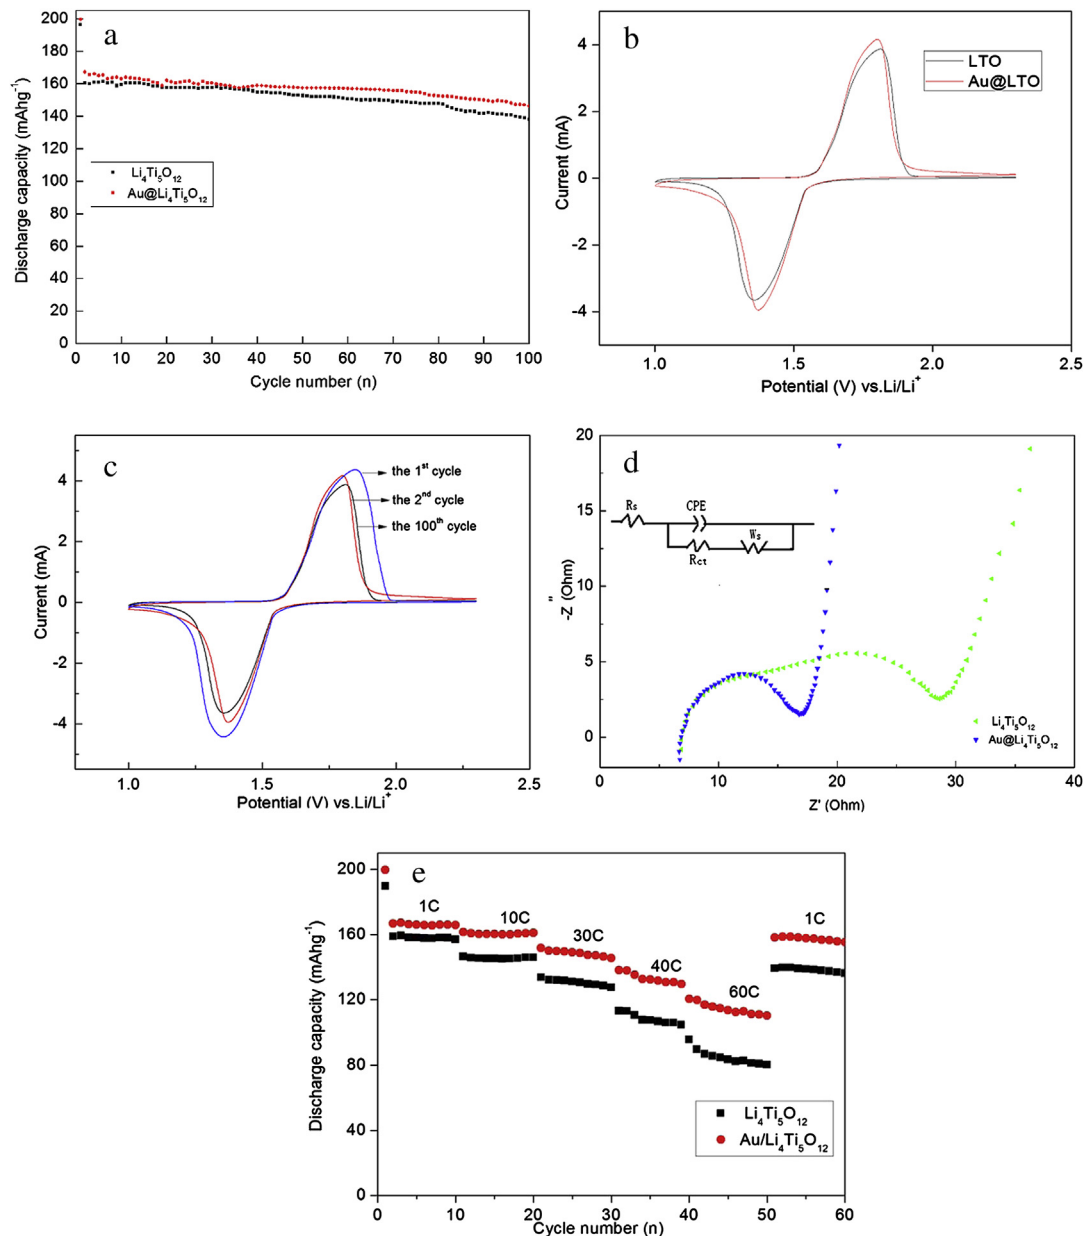 a
200
180
160
140
120
100
80
60
40
20
0
0 10 20 30 40 50 60 70 80 90 100
Discharge capacity (mAhg⁻¹)
Cycle number (n)
Li₄Ti₅O₁₂
Au@Li₄Ti₅O₁₂
b
4
2
0
-2
-4
1.0 1.5 2.0 2.5
Current (mA)
Potential (V) vs.Li/Li⁺
LTO
Au@LTO
c
4
2
0
-2
-4
1.0 1.5 2.0 2.5
Current (mA)
Potential (V) vs.Li/Li⁺
the 1ˢᵗ cycle
the 2ⁿᵈ cycle
the 100ᵗʰ cycle
d
20
15
10
5
0
0 10 20 30 40
-Z'' (Ohm)
Z' (Ohm)
Rs
CPE
Rct
Ws
Li₄Ti₅O₁₂
Au@Li₄Ti₅O₁₂
e
200
160
120
80
40
0
0 10 20 30 40 50 60
Discharge capacity (mAhg⁻¹)
Cycle number (n)
1C
10C
30C
40C
60C
1C
Li₄Ti₅O₁₂
Au/Li₄Ti₅O₁₂